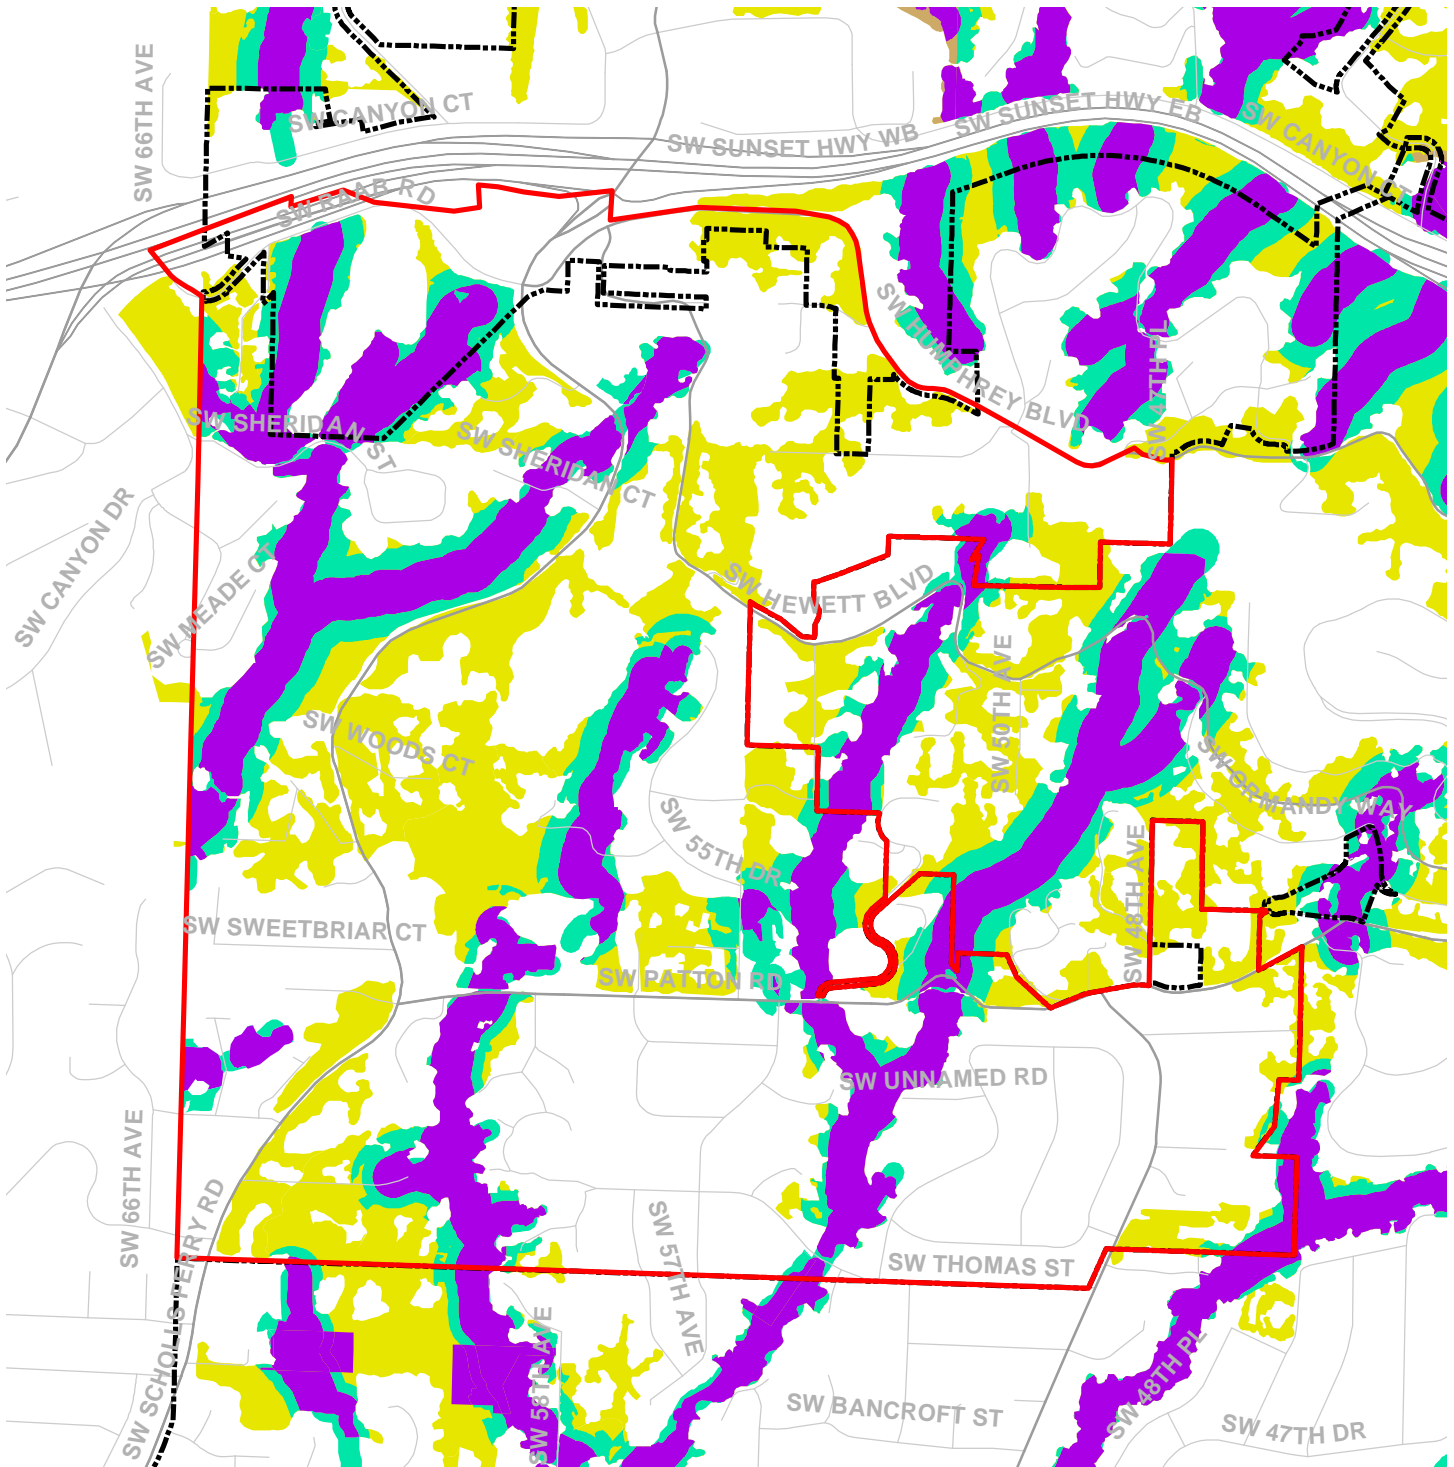 SW 66TH AVE
SW CANYON CT
SW SUNSET HWY WB
SW SUNSET HWY EB
SW CANYON CT
SW RAAB RD
SW HUMPHREY BLVD
SW 47TH PL
SW SHERIDAN ST
SW SHERIDAN CT
SW CANYON DR
SW MEADE CT
SW HEWETT BLVD
SW 50TH AVE
SW WOODS CT
SW 55TH DR
SW ORMANDY WAY
SW 48TH AVE
SW SWEETBRIAR CT
SW PATTON RD
SW UNNAMED RD
SW 66TH AVE
SW SCHOLLS FERRY RD
SW 57TH AVE
SW THOMAS ST
SW 58TH AVE
SW 48TH PL
SW BANCROFT ST
SW 47TH DR